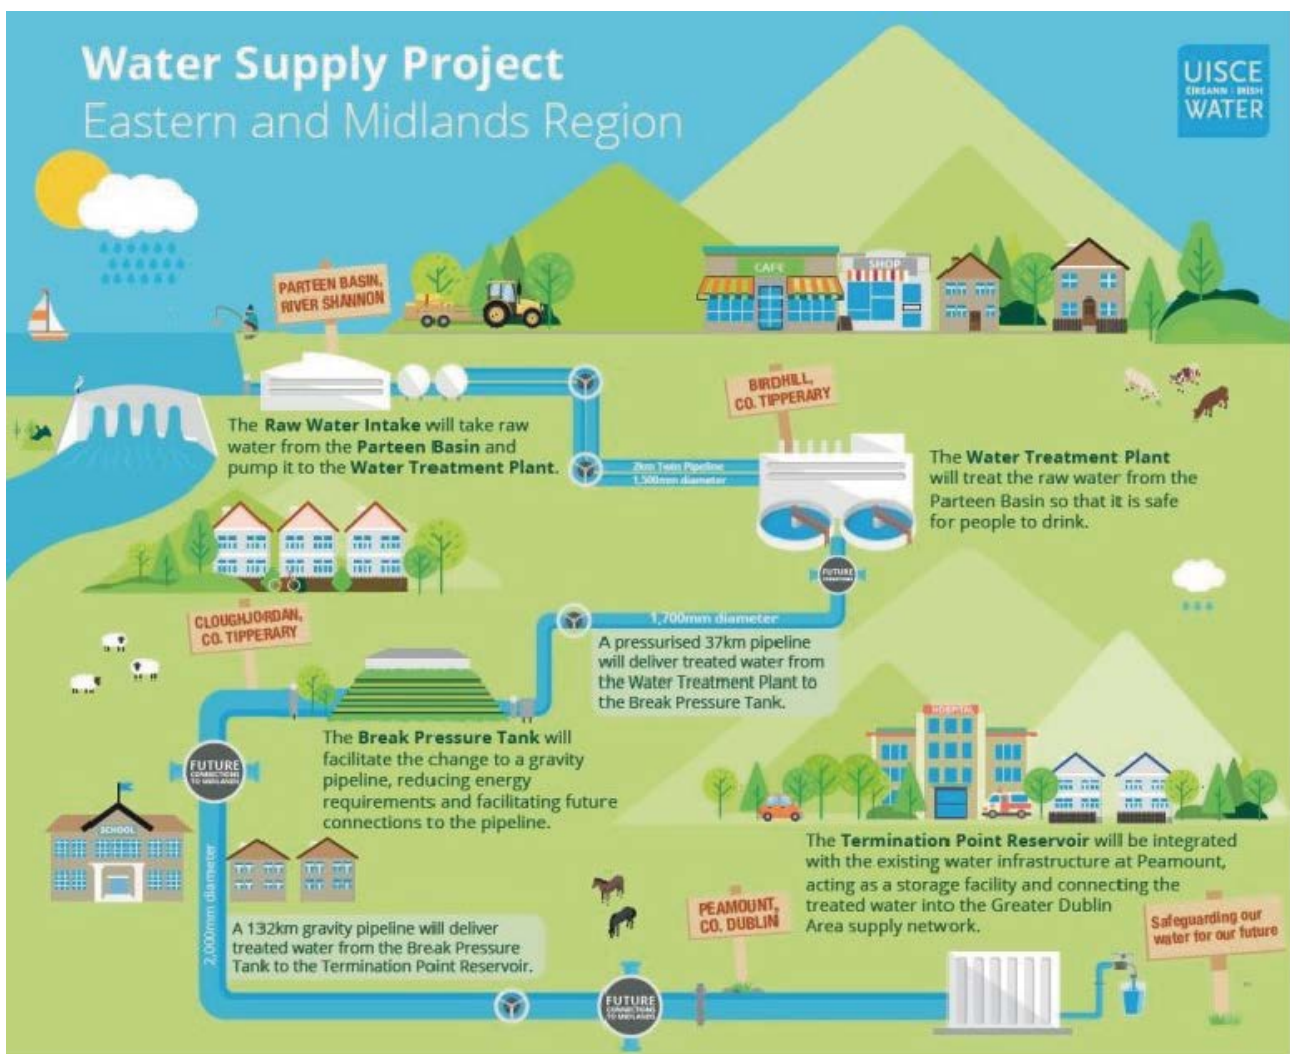 Water Supply Project
Eastern and Midlands Region
UISCE
ÉIREANN : IRISH
WATER
PARTEEN BASIN,
RIVER SHANNON
CAFE
SHOP
BIRDHILL,
CO. TIPPERARY
The Raw Water Intake will take raw
water from the Parteen Basin and
pump it to the Water Treatment Plant.
2km Twin Pipeline
1,500mm diameter
The Water Treatment Plant
will treat the raw water from the
Parteen Basin so that it is safe
for people to drink.
FUTURE
CONNECTIONS
CLOUGHJORDAN,
CO. TIPPERARY
1,700mm diameter
A pressurised 37km pipeline
will deliver treated water from
the Water Treatment Plant to
the Break Pressure Tank.
HOSPITAL
The Break Pressure Tank will
facilitate the change to a gravity
pipeline, reducing energy
requirements and facilitating future
connections to the pipeline.
FUTURE
CONNECTIONS
TO MIDLANDS
SCHOOL
2,000mm diameter
The Termination Point Reservoir will be integrated
with the existing water infrastructure at Peamount,
acting as a storage facility and connecting the
treated water into the Greater Dublin
Area supply network.
PEAMOUNT,
CO. DUBLIN
Safeguarding our
water for our future
A 132km gravity pipeline will deliver
treated water from the Break Pressure
Tank to the Termination Point Reservoir.
FUTURE
CONNECTIONS
TO MIDLANDS